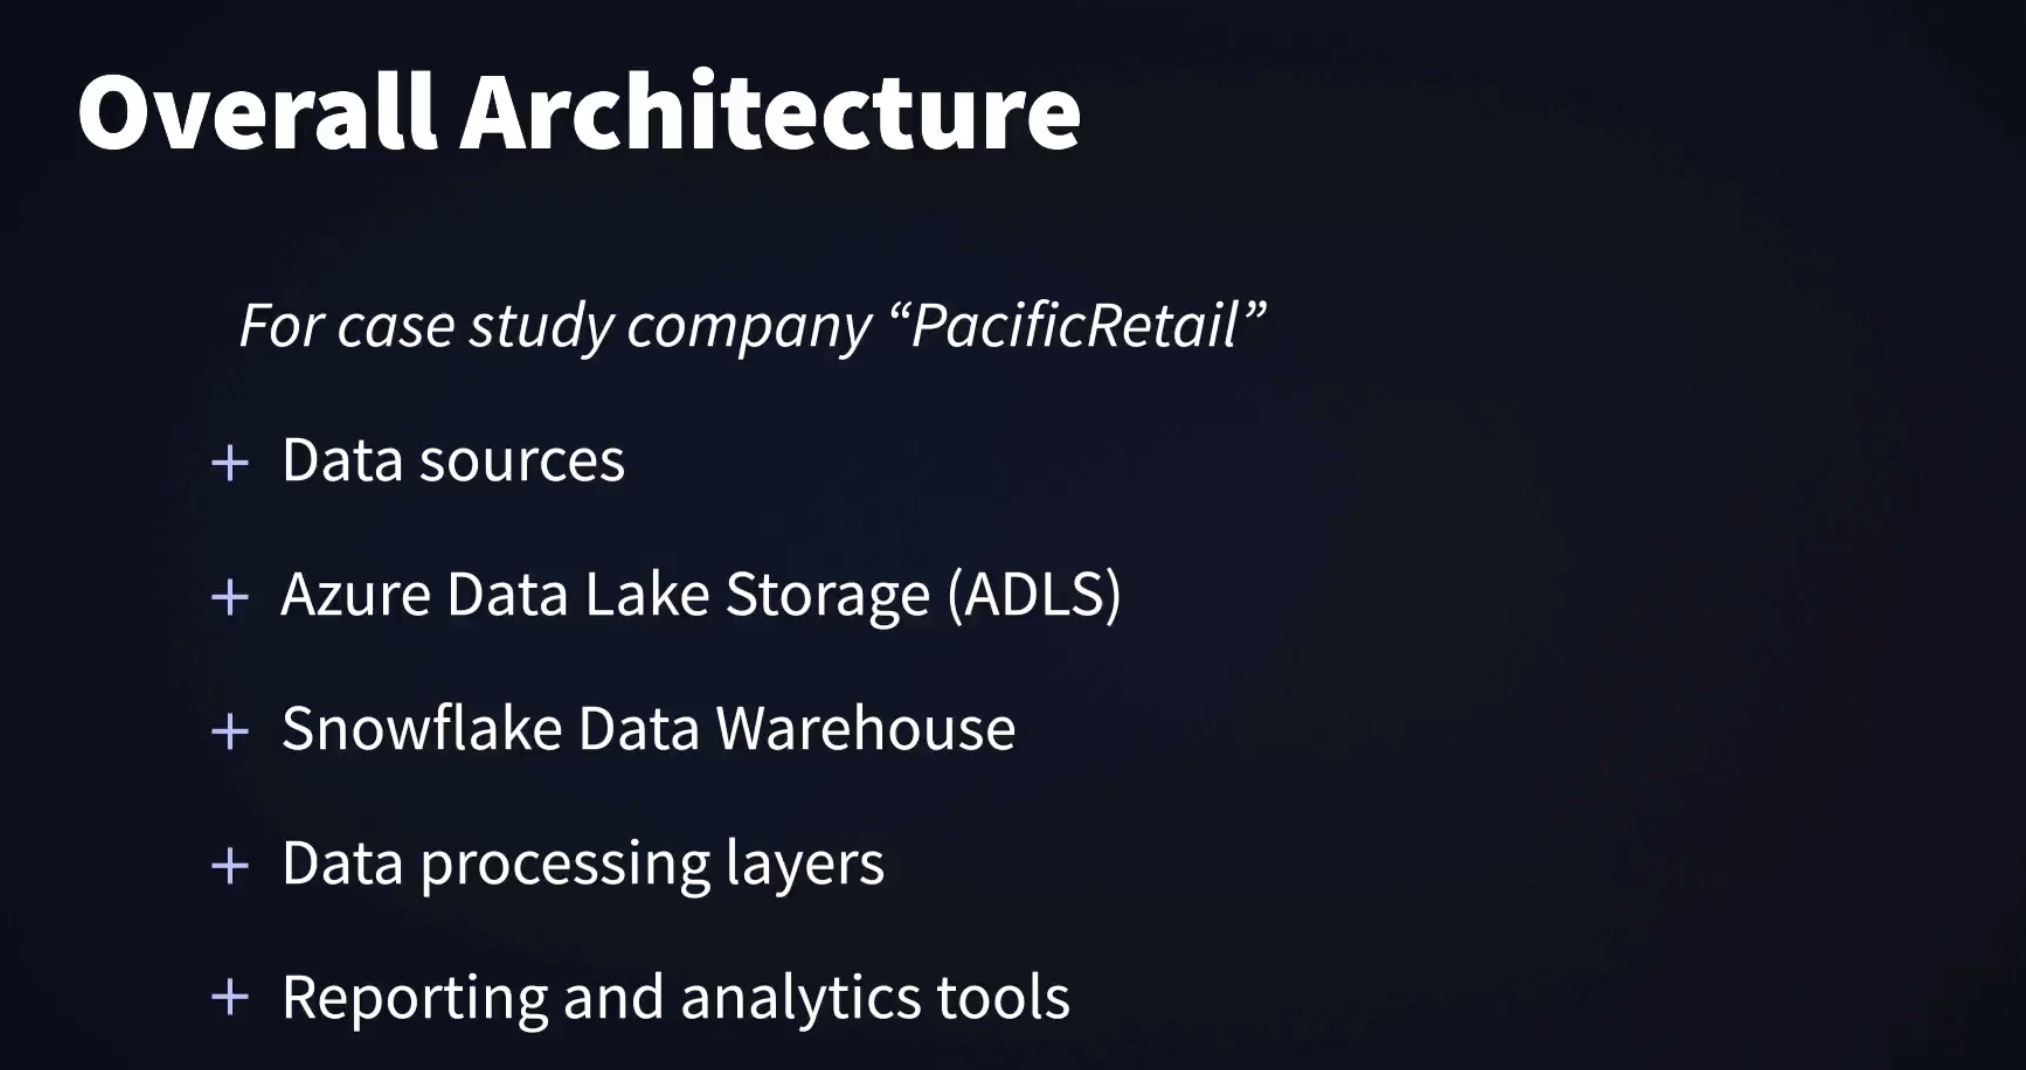 Overall Architecture
For case study company “PacificRetail”
+ Data sources
+ Azure Data Lake Storage (ADLS)
+ Snowflake Data Warehouse
+ Data processing layers
+ Reporting and analytics tools